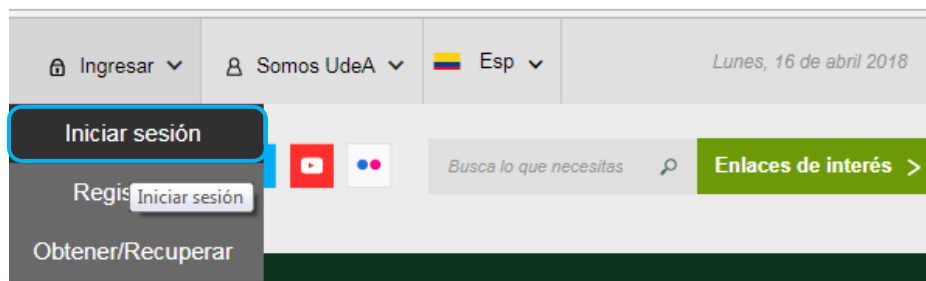 Ingresar
Somos UdeA
Esp
Lunes, 16 de abril 2018
Iniciar sesión
Busca lo que necesitas
Enlaces de interés >
Regis
Iniciar sesión
Obtener/Recuperar